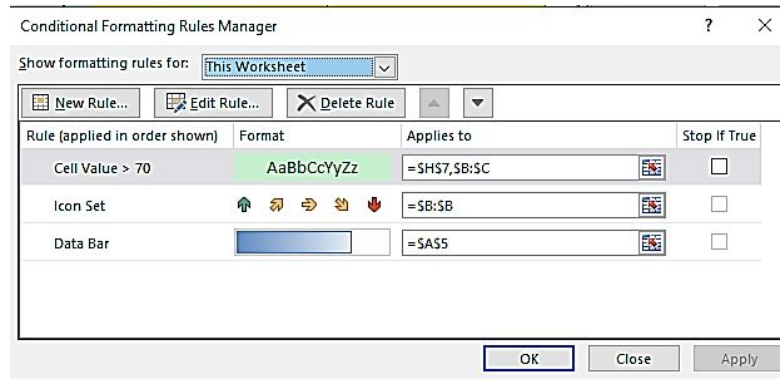 Conditional Formatting Rules Manager ?
Show formatting rules for: This Worksheet
New Rule... Edit Rule... Delete Rule
Rule (applied in order shown) Format Applies to Stop If True
Cell Value > 70 AaBbCcYyZz =$H$7,$B:$C
Icon Set =$B:$B
Data Bar =$A$5
OK Close Apply